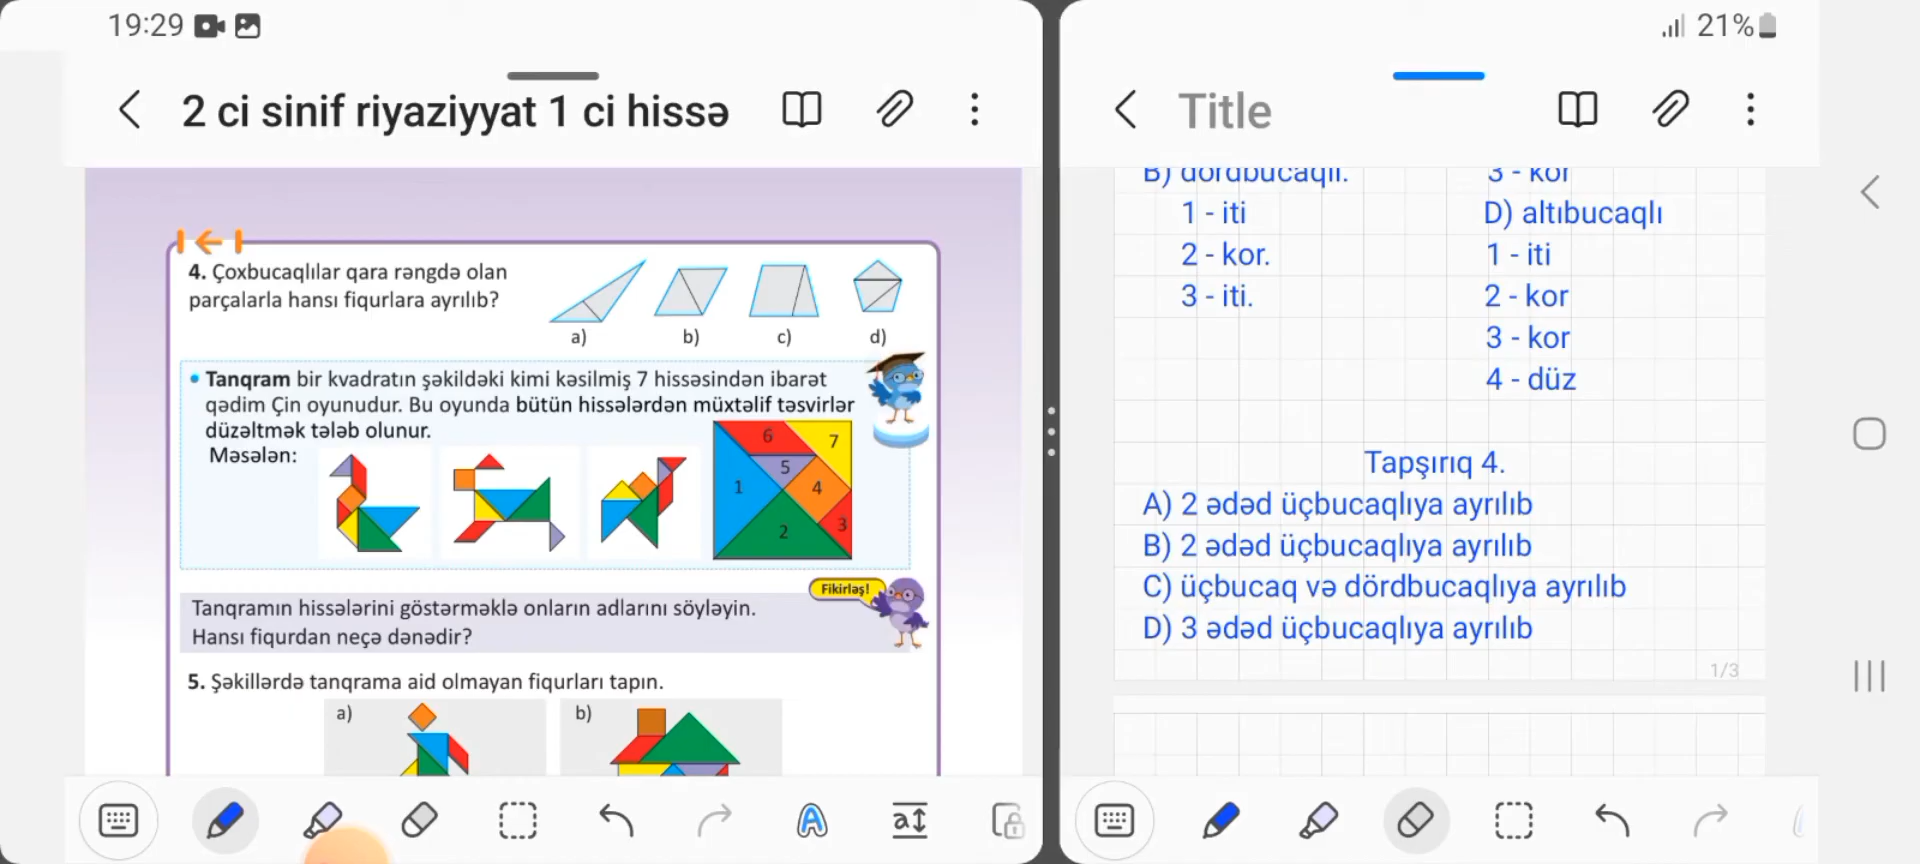 19:29
21%
2 ci sinif riyaziyyat 1 ci hissə
4. Çoxbucaqlılar qara rəngdə olan
parçalarla hansı fiqurlara ayrılıb?
a) b) c) d)
• Tanqram bir kvadratın şəkildəki kimi kəsilmiş 7 hissəsindən ibarət
qədim Çin oyunudur. Bu oyunda bütün hissələrdən müxtəlif təsvirlər
düzəltmək tələb olunur.
Məsələn:
6 7
5
1 4
3
2
Fikirləş!
Tanqramın hissələrini göstərməklə onların adlarını söyləyin.
Hansı fiqurdan neçə dənədir?
5. Şəkillərdə tanqrama aid olmayan fiqurları tapın.
a) b)
Title
B) dördbucaqlı. 3 - kor
1 - iti D) altıbucaqlı
2 - kor. 1 - iti
3 - iti. 2 - kor
3 - kor
4 - düz
Tapşırıq 4.
A) 2 ədəd üçbucaqlıya ayrılıb
B) 2 ədəd üçbucaqlıya ayrılıb
C) üçbucaq və dördbucaqlıya ayrılıb
D) 3 ədəd üçbucaqlıya ayrılıb
1/3